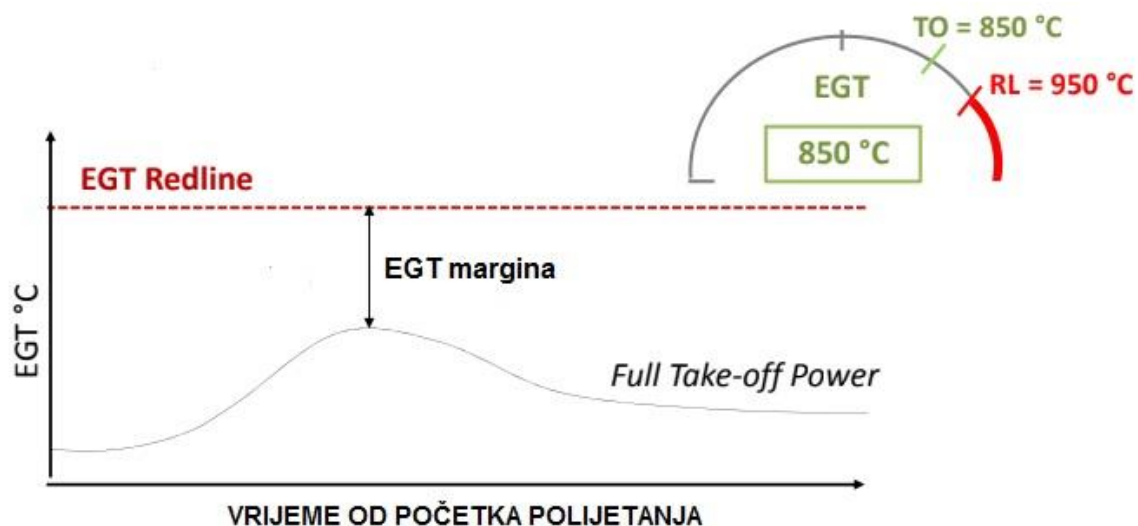 TO = 850 °C
EGT
RL = 950 °C
850 °C
EGT Redline
EGT margina
EGT °C
Full Take-off Power
VRIJEME OD POČETKA POLIJETANJA